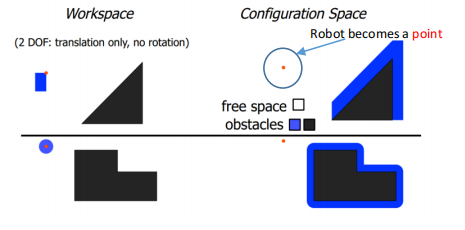 Workspace
Configuration Space
Robot becomes a point
(2 DOF: translation only, no rotation)
free space
obstacles